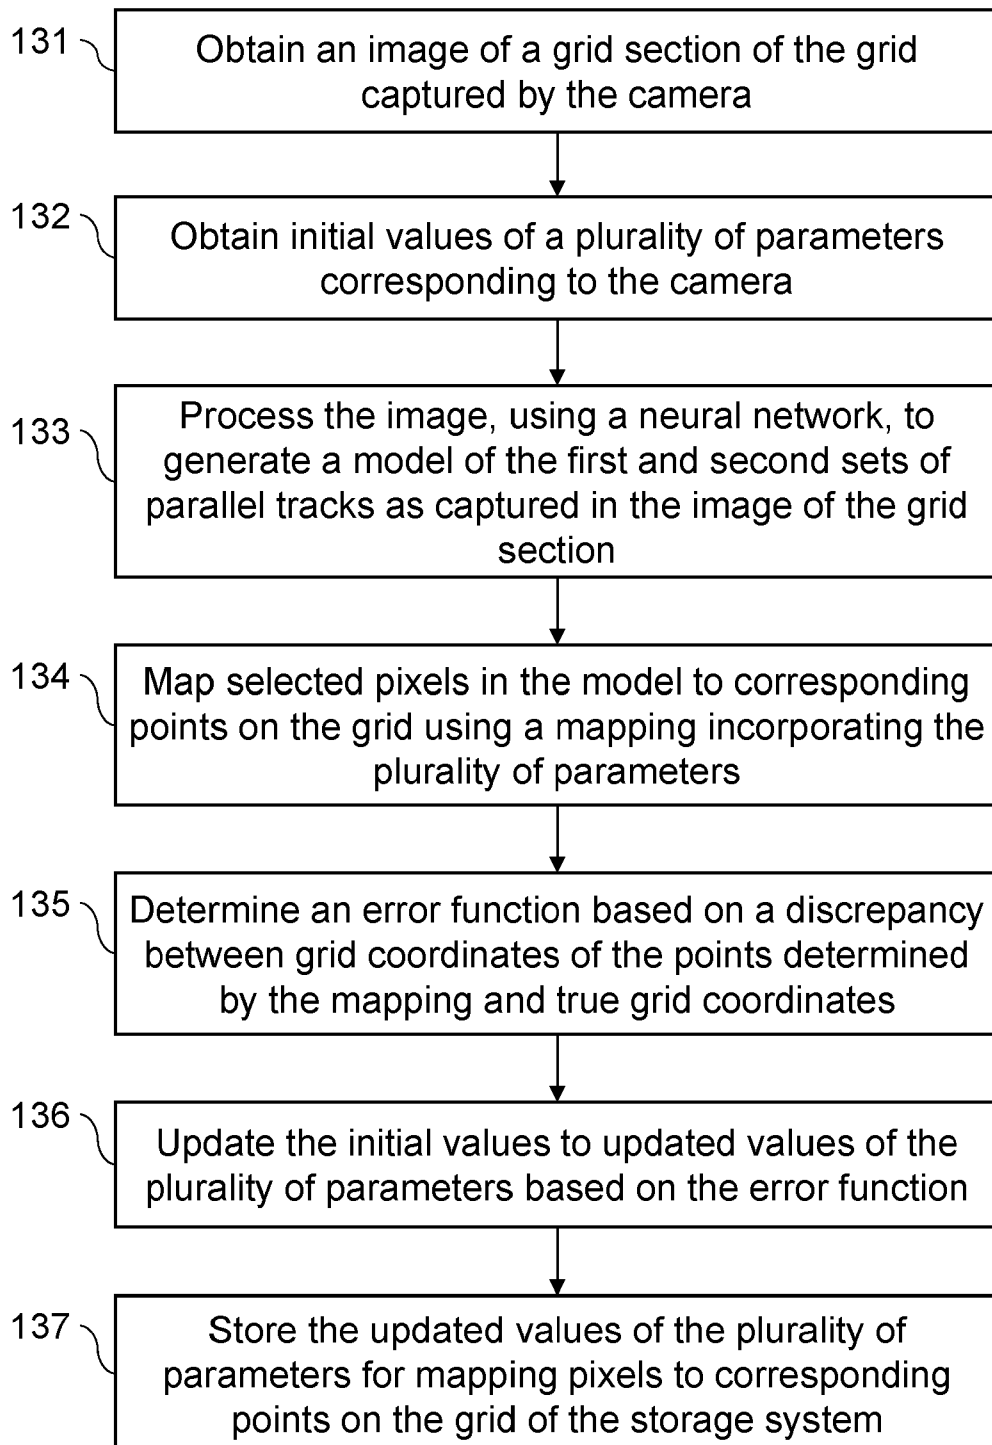 131
Obtain an image of a grid section of the grid
captured by the camera
132
Obtain initial values of a plurality of parameters
corresponding to the camera
133
Process the image, using a neural network, to
generate a model of the first and second sets of
parallel tracks as captured in the image of the grid
section
134
Map selected pixels in the model to corresponding
points on the grid using a mapping incorporating the
plurality of parameters
135
Determine an error function based on a discrepancy
between grid coordinates of the points determined
by the mapping and true grid coordinates
136
Update the initial values to updated values of the
plurality of parameters based on the error function
137
Store the updated values of the plurality of
parameters for mapping pixels to corresponding
points on the grid of the storage system